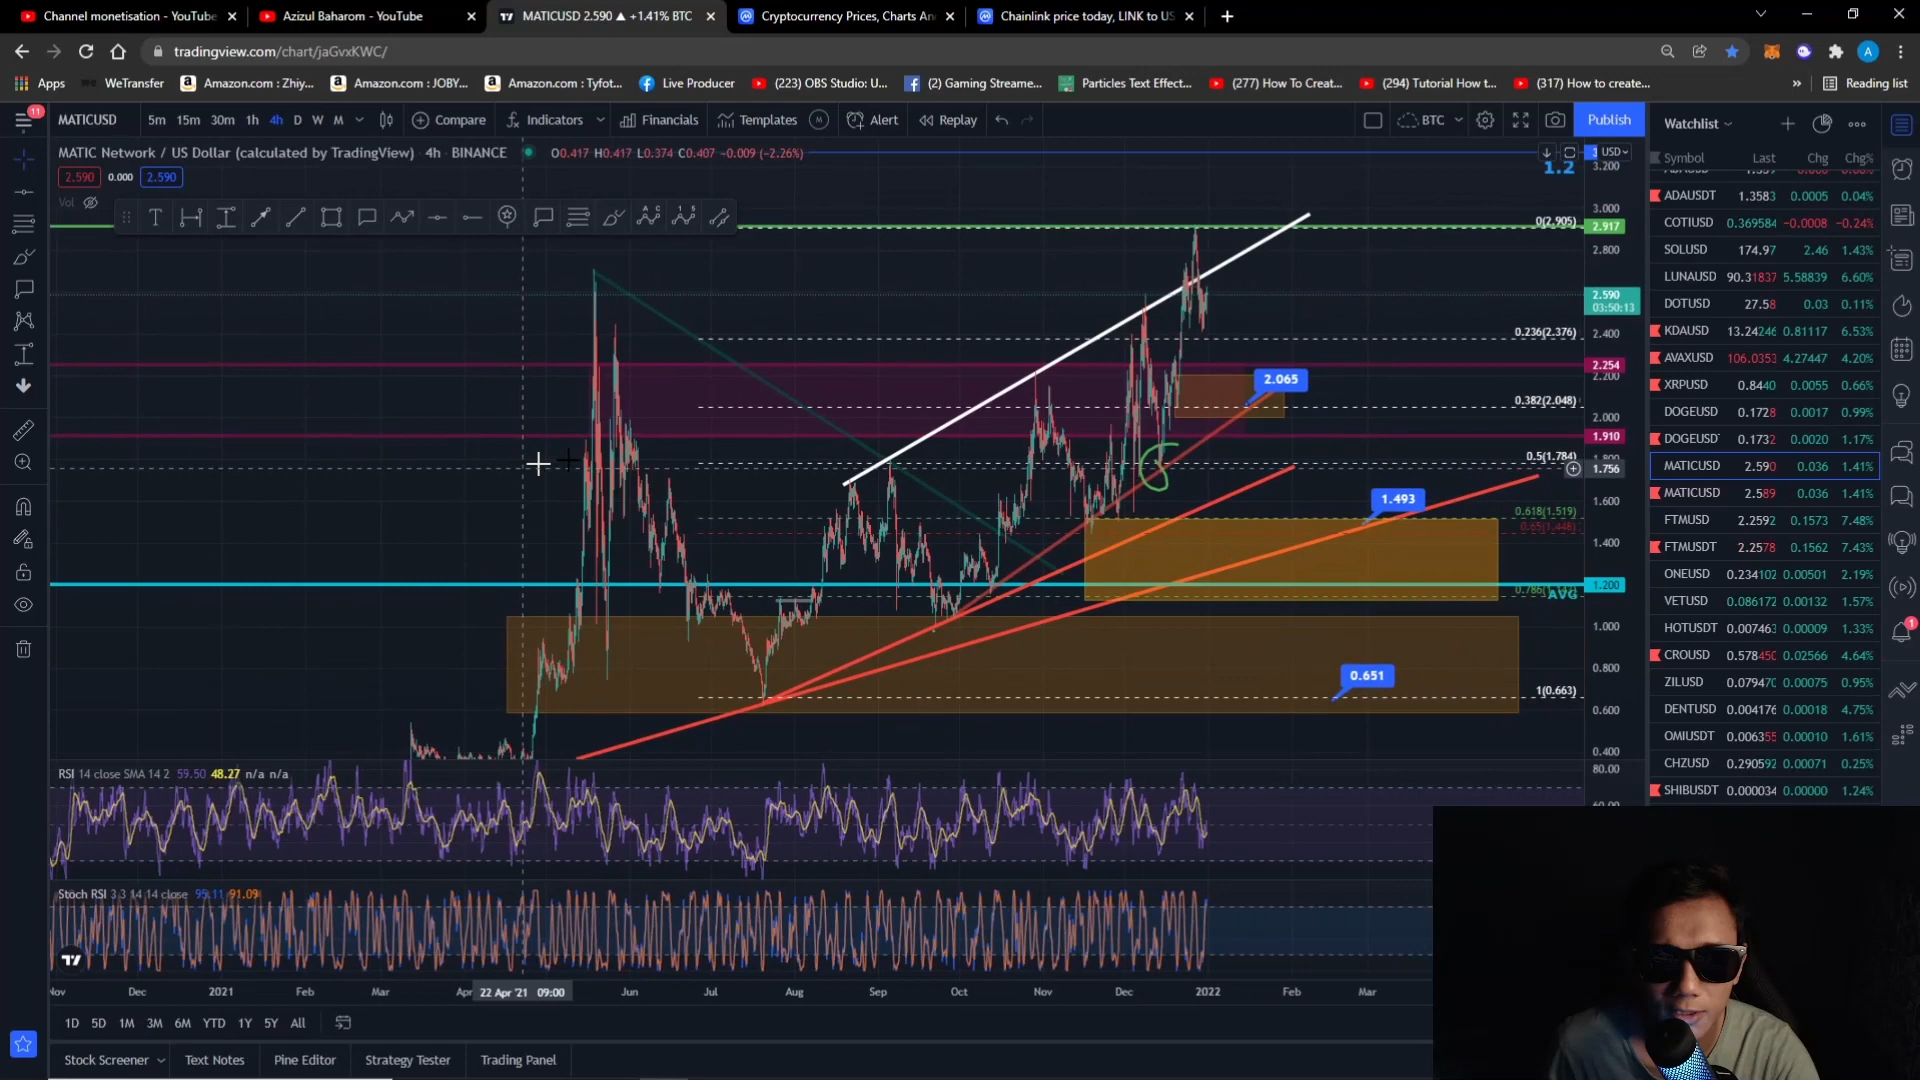 Channel monetisation - YouTube
Azizul Baharom - YouTube
MATICUSD 2.590 ▲ +1.41% BTC
Cryptocurrency Prices, Charts An
Chainlink price today, LINK to US
tradingview.com/chart/jaGvxKWC/
A
Apps
WeTransfer
Amazon.com : Zhiy...
Amazon.com : JOBY...
Amazon.com : Tyfot...
Live Producer
(223) OBS Studio: U...
(2) Gaming Streame...
Particles Text Effect...
(277) How To Creat...
(294) Tutorial How t...
(317) How to create...
»
Reading list
11
MATICUSD
5m 15m 30m 1h 4h D W M
Compare
Indicators
Financials
Templates
M
Alert
Replay
BTC
Publish
Watchlist
MATIC Network / US Dollar (calculated by TradingView) · 4h · BINANCE
O0.417 H0.417 L0.374 C0.407 −0.009 (−2.26%)
USD
2.590 0.000 2.590
Vol
1.2
Symbol Last Chg Chg%
ADAUSDT 1.3583 0.0005 0.04%
COTIUSD 0.369584 −0.0008 −0.24%
SOLUSD 174.97 2.46 1.43%
LUNAUSD 90.31837 5.58839 6.60%
DOTUSD 27.58 0.03 0.11%
KDAUSD 13.24246 0.81117 6.53%
AVAXUSD 106.0353 4.27447 4.20%
XRPUSD 0.8440 0.0055 0.66%
DOGEUSD 0.1728 0.0017 0.99%
DOGEUSD 0.1732 0.0020 1.17%
MATICUSD 2.590 0.036 1.41%
MATICUSD 2.589 0.036 1.41%
FTMUSD 2.2592 0.1573 7.48%
FTMUSDT 2.2578 0.1562 7.43%
ONEUSD 0.234102 0.00501 2.19%
VETUSD 0.086172 0.00132 1.57%
HOTUSDT 0.007463 0.00009 1.33%
CROUSD 0.578450 0.02566 4.64%
ZILUSD 0.079470 0.00075 0.95%
DENTUSD 0.004176 0.00018 4.75%
OMIUSDT 0.006355 0.00010 1.61%
CHZUSD 0.290592 0.00071 0.25%
SHIBUSDT 0.000034 0.00000 1.24%
1
3.200
3.000
0(2.905)
2.917
2.800
2.590
03:50:13
2.400
0.236(2.376)
2.254
2.200
2.065
0.382(2.048)
2.000
1.910
0.5(1.784)
1.756
1.600
1.493
0.618(1.519)
0.65(1.448)
1.400
1.200
AVG
1.000
0.800
0.651
1(0.663)
0.600
0.400
RSI 14 close SMA 14 2 59.50 48.27 n/a n/a
80.00
Stoch RSI 3 3 14 14 close 95.11 91.09
Nov Dec 2021 Feb Mar Apr 22 Apr '21 09:00 Jun Jul Aug Sep Oct Nov Dec 2022 Feb Mar
1D 5D 1M 3M 6M YTD 1Y 5Y All
Stock Screener
Text Notes
Pine Editor
Strategy Tester
Trading Panel